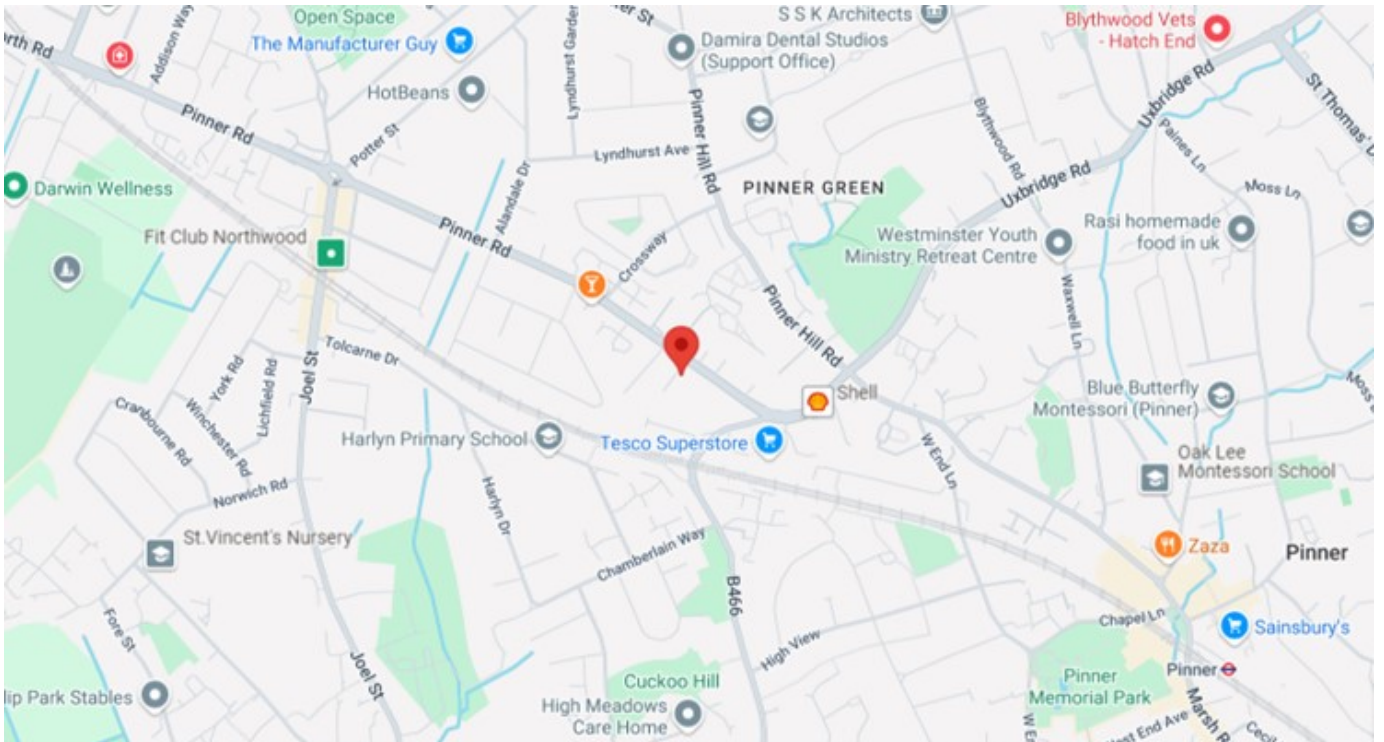 Open Space
The Manufacturer Guy
Addison Way
Lyndhurst
S S K Architects
Damira Dental Studios
(Support Office)
Blythwood Vets
- Hatch End
HotBeans
Pinner Rd
Potter St
Lyndhurst Ave
Pinner Hill Rd
Blythwood Rd
Uxbridge Rd
Paines Ln
Moss Ln
Darwin Wellness
Alandale Dr
PINNER GREEN
Uxbridge Rd
Fit Club Northwood
Pinner Rd
Crossway
Westminster Youth
Ministry Retreat Centre
Rasi homemade
food in uk
Waxwell Ln
Pinner Hill Rd
Tolcarne Dr
Joel St
York Rd
Lichfield Rd
Winchester Rd
Cranbourne Rd
Shell
Blue Butterfly
Montessori (Pinner)
Harlyn Primary School
Tesco Superstore
W End Ln
Oak Lee
Montessori School
Norwich Rd
Harlyn Dr
St.Vincent's Nursery
Chamberlain Way
Zaza
Pinner
B466
Fore St
Chapel Ln
Sainsbury's
High View
Joel St
Cuckoo Hill
Pinner
Memorial Park
Pinner
High Meadows
Care Home
Marsh R